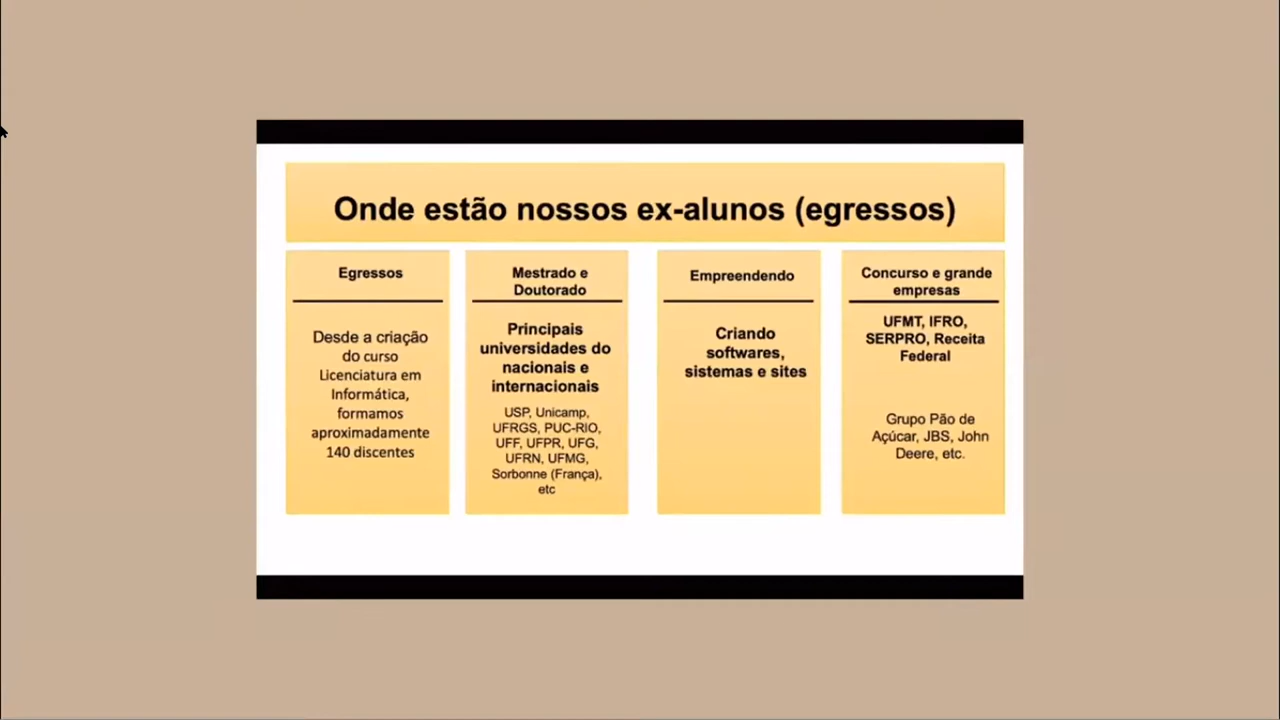 Onde estão nossos ex-alunos (egressos)
Egressos
Desde a criação
do curso
Licenciatura em
Informática,
formamos
aproximadamente
140 discentes
Mestrado e
Doutorado
Principais
universidades do
nacionais e
internacionais
USP, Unicamp,
UFRGS, PUC-RIO,
UFF, UFPR, UFG,
UFRN, UFMG,
Sorbonne (França),
etc
Empreendendo
Criando
softwares,
sistemas e sites
Concurso e grande
empresas
UFMT, IFRO,
SERPRO, Receita
Federal
Grupo Pão de
Açúcar, JBS, John
Deere, etc.